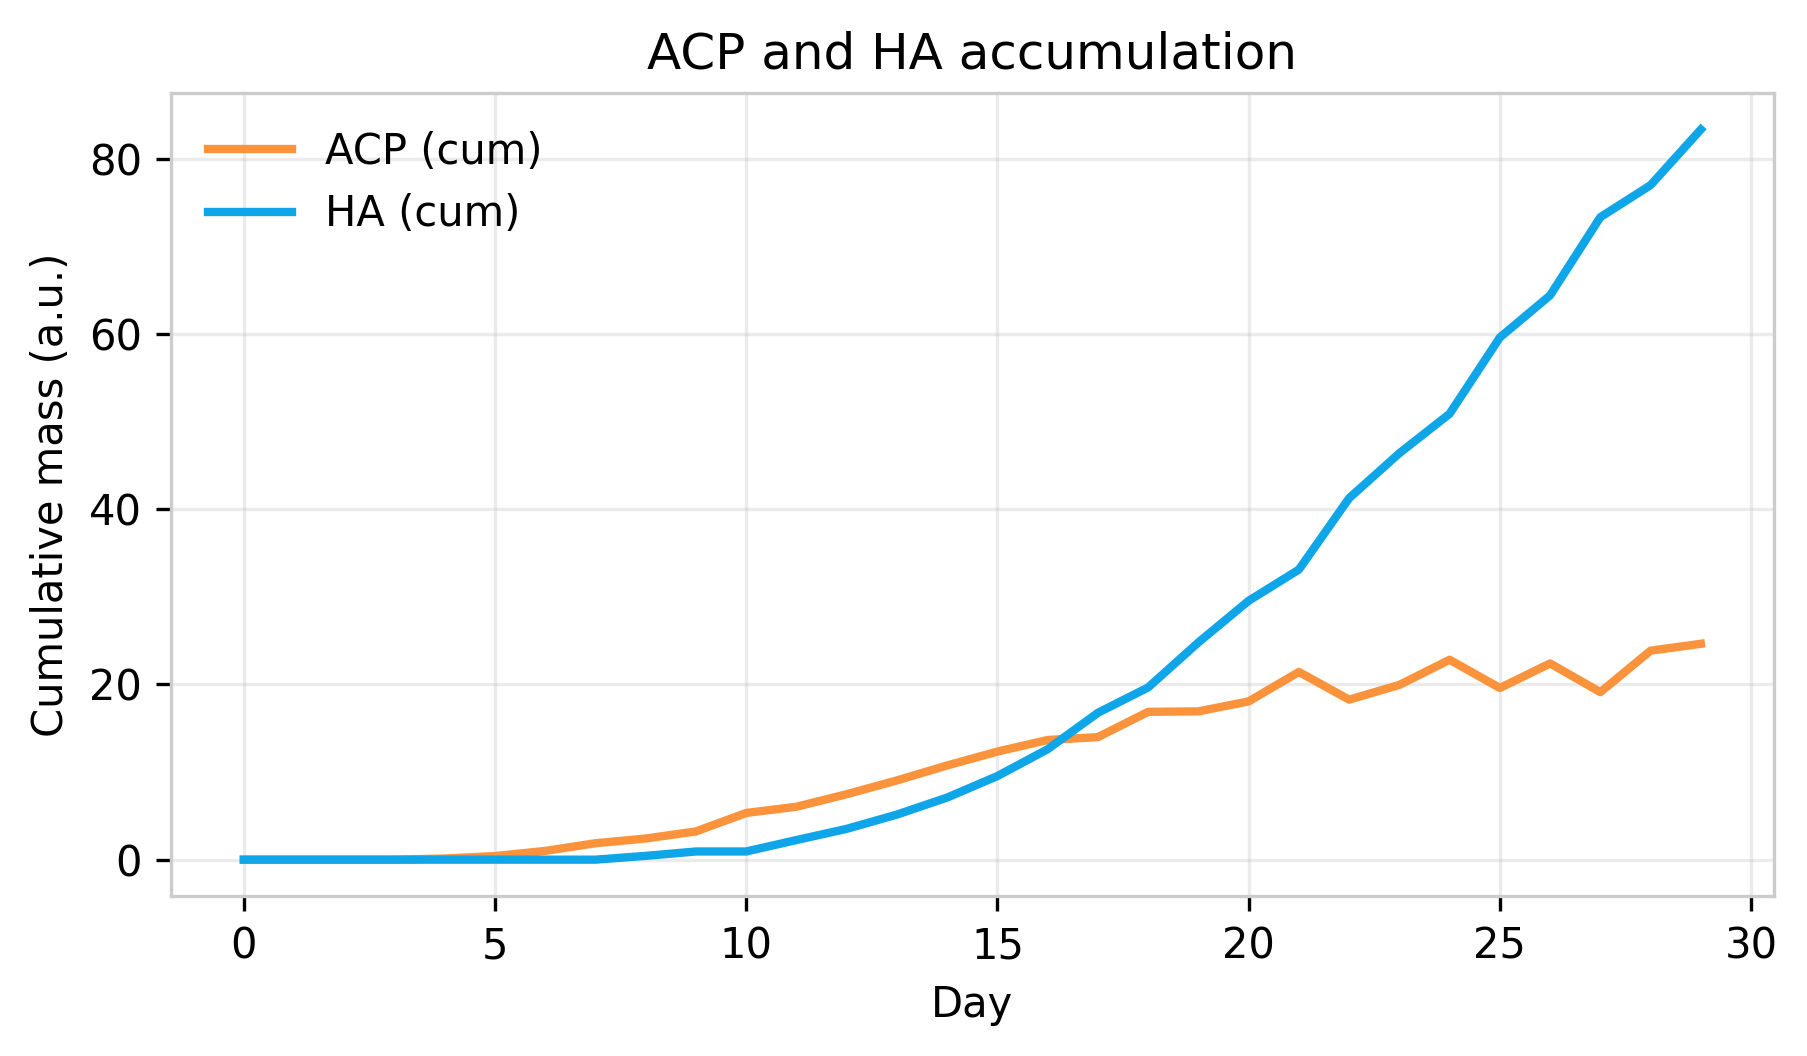 ACP and HA accumulation
ACP (cum)
HA (cum)
Cumulative mass (a.u.)
80
60
40
20
0
0 5 10 15 20 25 30
Day